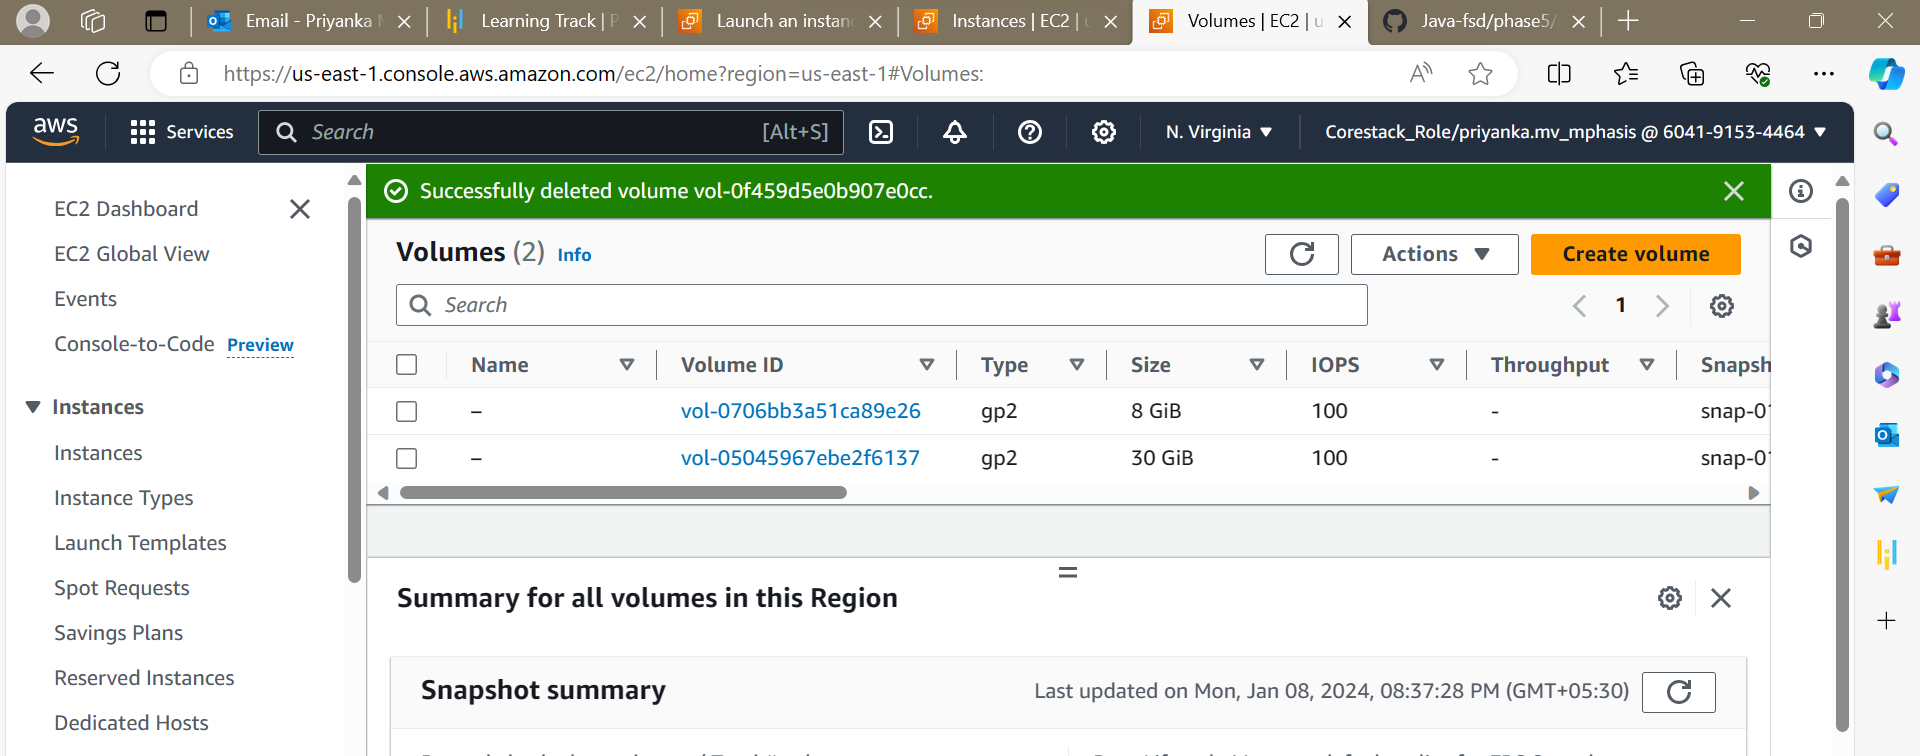 Email - Priyanka M
Learning Track | P
Launch an instanc
Instances | EC2 | u
Volumes | EC2 | u
Java-fsd/phase5/
https://us-east-1.console.aws.amazon.com/ec2/home?region=us-east-1#Volumes:
aws
Services
Search
[Alt+S]
N. Virginia
Corestack_Role/priyanka.mv_mphasis @ 6041-9153-4464
EC2 Dashboard
EC2 Global View
Events
Console-to-Code Preview
Instances
Instances
Instance Types
Launch Templates
Spot Requests
Savings Plans
Reserved Instances
Dedicated Hosts
Successfully deleted volume vol-0f459d5e0b907e0cc.
Volumes (2) Info
Actions
Create volume
Search
1
Name Volume ID Type Size IOPS Throughput Snapsh
– vol-0706bb3a51ca89e26 gp2 8 GiB 100 - snap-01
– vol-05045967ebe2f6137 gp2 30 GiB 100 - snap-01
Summary for all volumes in this Region
Snapshot summary
Last updated on Mon, Jan 08, 2024, 08:37:28 PM (GMT+05:30)